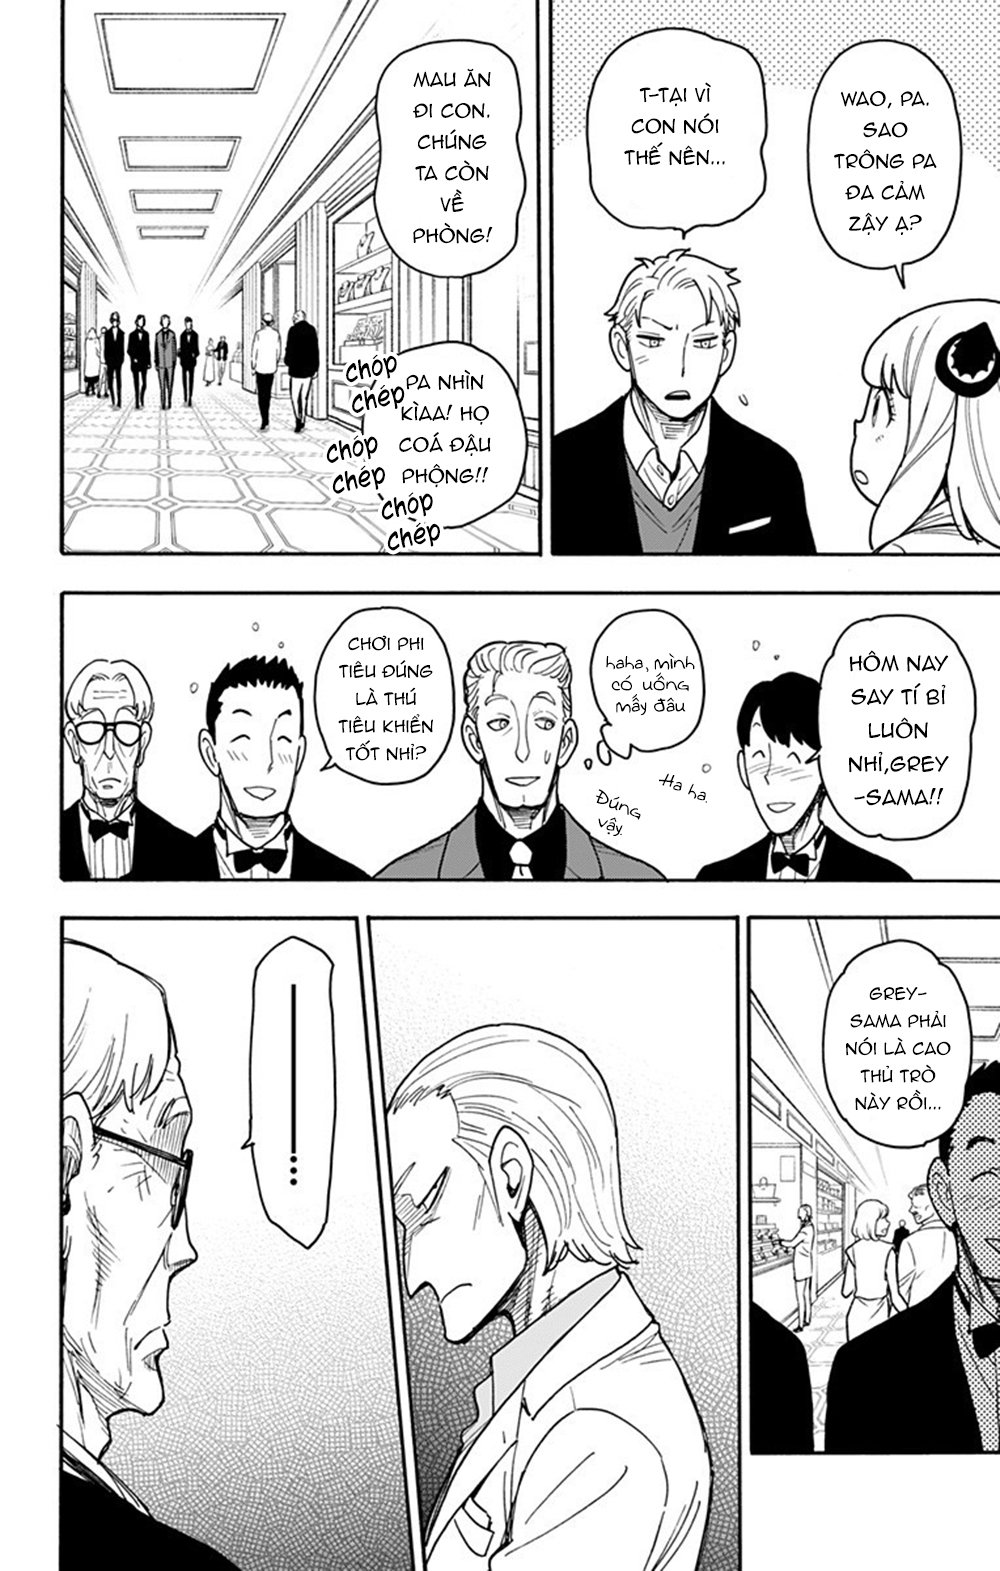 WAO, PA.
SAO
TRÔNG PA
ĐA CẢM
ZẬY Ạ?
T-TẠI VÌ
CON NÓI
THẾ NÊN...
MAU ĂN
ĐI CON.
CHÚNG
TA CÒN
VỀ
PHÒNG!
PA NHÌN
KÌAA! HỌ
COÁ ĐẬU
PHỘNG!!
chóp
chép
chóp
chép
chóp
chép
HÔM NAY
SAY TÍ BỈ
LUÔN
NHỈ,GREY
-SAMA!!
haha, mình
có uống
mấy đâu
Ha ha.
Đúng
vậy.
CHƠI PHI
TIÊU ĐÚNG
LÀ THÚ
TIÊU KHIỂN
TỐT NHỈ?
GREY-
SAMA PHẢI
NÓI LÀ CAO
THỦ TRÒ
NÀY RỒI...